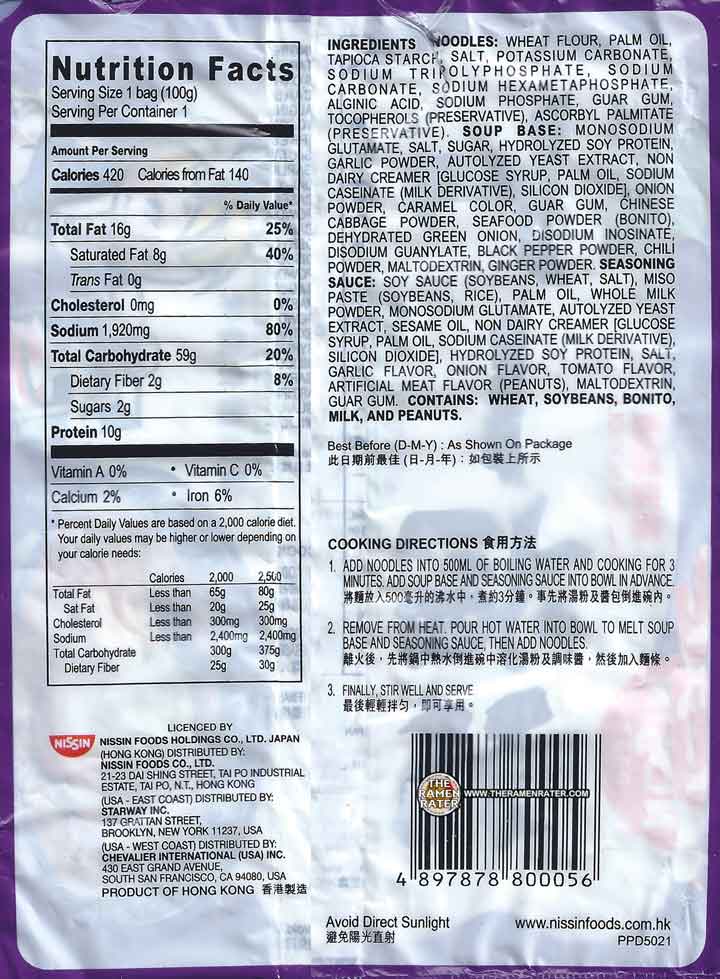 Nutrition Facts
Serving Size 1 bag (100g)
Serving Per Container 1
Amount Per Serving
Calories 420 Calories from Fat 140
% Daily Value*
Total Fat 16g 25%
Saturated Fat 8g 40%
Trans Fat 0g
Cholesterol 0mg 0%
Sodium 1,920mg 80%
Total Carbohydrate 59g 20%
Dietary Fiber 2g 8%
Sugars 2g
Protein 10g
Vitamin A 0% • Vitamin C 0%
Calcium 2% • Iron 6%
* Percent Daily Values are based on a 2,000 calorie diet.
Your daily values may be higher or lower depending on
your calorie needs:
Calories 2,000 2,500
Total Fat Less than 65g 80g
Sat Fat Less than 20g 25g
Cholesterol Less than 300mg 300mg
Sodium Less than 2,400mg 2,400mg
Total Carbohydrate 300g 375g
Dietary Fiber 25g 30g
NISSIN
LICENCED BY
NISSIN FOODS HOLDINGS CO., LTD. JAPAN
(HONG KONG) DISTRIBUTED BY:
NISSIN FOODS CO., LTD.
21-23 DAI SHING STREET, TAI PO INDUSTRIAL
ESTATE, TAI PO, N.T., HONG KONG
(USA - EAST COAST) DISTRIBUTED BY:
STARWAY INC.
137 GRATTAN STREET,
BROOKLYN, NEW YORK 11237, USA
(USA - WEST COAST) DISTRIBUTED BY:
CHEVALIER INTERNATIONAL (USA) INC.
430 EAST GRAND AVENUE,
SOUTH SAN FRANCISCO, CA 94080, USA
PRODUCT OF HONG KONG 香港製造
INGREDIENTS NOODLES: WHEAT FLOUR, PALM OIL,
TAPIOCA STARCH, SALT, POTASSIUM CARBONATE,
SODIUM TRIPOLYPHOSPHATE, SODIUM
CARBONATE, SODIUM HEXAMETAPHOSPHATE,
ALGINIC ACID, SODIUM PHOSPHATE, GUAR GUM,
TOCOPHEROLS (PRESERVATIVE), ASCORBYL PALMITATE
(PRESERVATIVE). SOUP BASE: MONOSODIUM
GLUTAMATE, SALT, SUGAR, HYDROLYZED SOY PROTEIN,
GARLIC POWDER, AUTOLYZED YEAST EXTRACT, NON
DAIRY CREAMER [GLUCOSE SYRUP, PALM OIL, SODIUM
CASEINATE (MILK DERIVATIVE), SILICON DIOXIDE], ONION
POWDER, CARAMEL COLOR, GUAR GUM, CHINESE
CABBAGE POWDER, SEAFOOD POWDER (BONITO),
DEHYDRATED GREEN ONION, DISODIUM INOSINATE,
DISODIUM GUANYLATE, BLACK PEPPER POWDER, CHILI
POWDER, MALTODEXTRIN, GINGER POWDER. SEASONING
SAUCE: SOY SAUCE (SOYBEANS, WHEAT, SALT), MISO
PASTE (SOYBEANS, RICE), PALM OIL, WHOLE MILK
POWDER, MONOSODIUM GLUTAMATE, AUTOLYZED YEAST
EXTRACT, SESAME OIL, NON DAIRY CREAMER [GLUCOSE
SYRUP, PALM OIL, SODIUM CASEINATE (MILK DERIVATIVE),
SILICON DIOXIDE], HYDROLYZED SOY PROTEIN, SALT,
GARLIC FLAVOR, ONION FLAVOR, TOMATO FLAVOR,
ARTIFICIAL MEAT FLAVOR (PEANUTS), MALTODEXTRIN,
GUAR GUM. CONTAINS: WHEAT, SOYBEANS, BONITO,
MILK, AND PEANUTS.
Best Before (D-M-Y) : As Shown On Package
此日期前最佳 (日-月-年) : 如包裝上所示
COOKING DIRECTIONS 食用方法
1. ADD NOODLES INTO 500ML OF BOILING WATER AND COOKING FOR 3
MINUTES. ADD SOUP BASE AND SEASONING SAUCE INTO BOWL IN ADVANCE.
將麵放入500毫升的沸水中，煮約3分鐘。事先將湯粉及醬包倒進碗內。
2. REMOVE FROM HEAT. POUR HOT WATER INTO BOWL TO MELT SOUP
BASE AND SEASONING SAUCE, THEN ADD NOODLES.
離火後，先將鍋中熱水倒進碗中溶化湯粉及調味醬，然後加入麵條。
3. FINALLY, STIR WELL AND SERVE.
最後輕輕拌勻，即可享用。
THE
RAMEN
RATER
WWW.THERAMENRATER.COM
4 897878 800056
Avoid Direct Sunlight
避免陽光直射
www.nissinfoods.com.hk
PPD5021